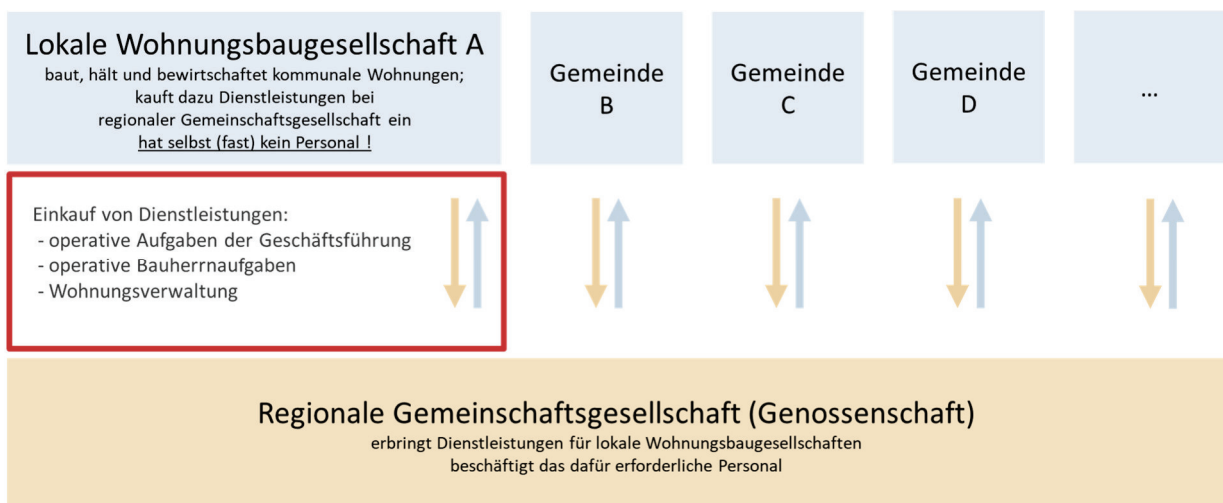 Lokale Wohnungsbaugesellschaft A
baut, hält und bewirtschaftet kommunale Wohnungen;
kauft dazu Dienstleistungen bei
regionaler Gemeinschaftsgesellschaft ein
hat selbst (fast) kein Personal !
Gemeinde
B
Gemeinde
C
Gemeinde
D
...
Einkauf von Dienstleistungen:
- operative Aufgaben der Geschäftsführung
- operative Bauherrnaufgaben
- Wohnungsverwaltung
Regionale Gemeinschaftsgesellschaft (Genossenschaft)
erbringt Dienstleistungen für lokale Wohnungsbaugesellschaften
beschäftigt das dafür erforderliche Personal